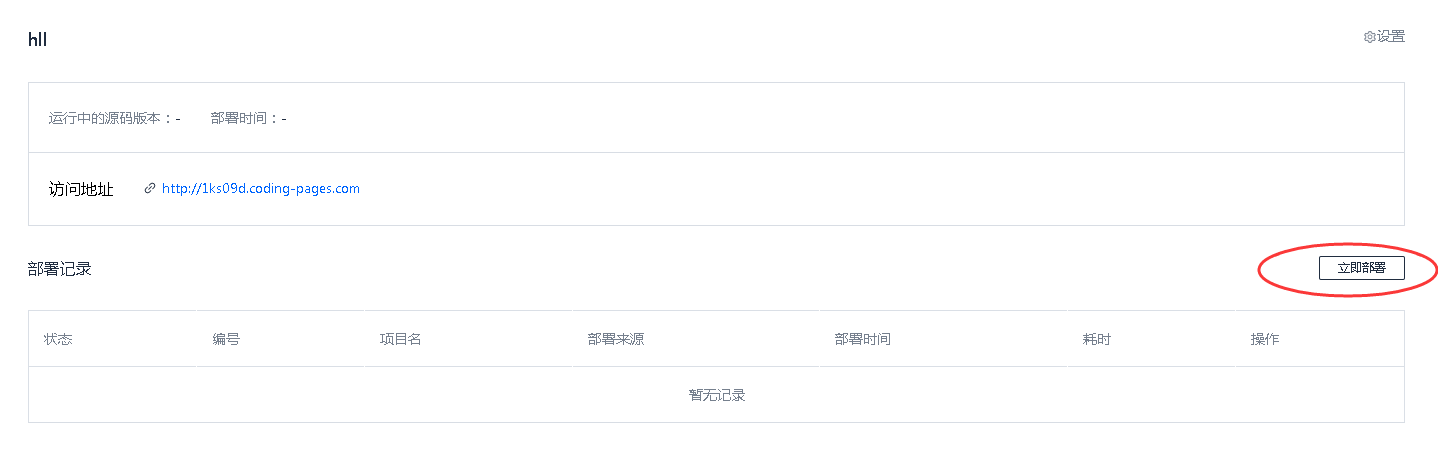 hll
设置
运行中的源码版本：- 部署时间：-
访问地址 http://1ks09d.coding-pages.com
部署记录 立即部署
状态 编号 项目名 部署来源 部署时间 耗时 操作
暂无记录